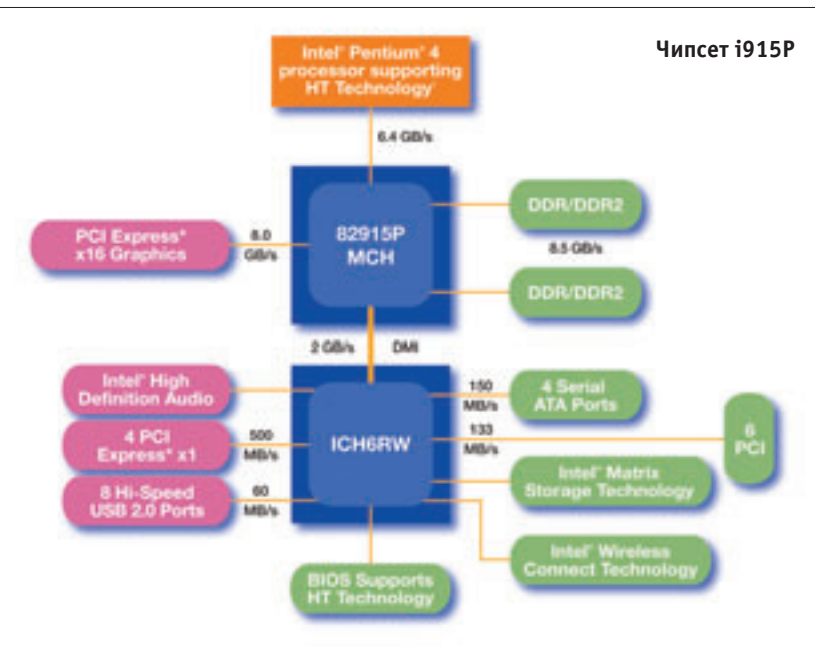 Чипсет i915P
Intel® Pentium® 4
processor supporting
HT Technology
6.4 GB/s
PCI Express*
x16 Graphics
8.0
GB/s
82915P
MCH
DDR/DDR2
8.5 GB/s
DDR/DDR2
2 GB/s
DMI
Intel® High
Definition Audio
4 PCI
Express* x1
500
MB/s
8 Hi-Speed
USB 2.0 Ports
60
MB/s
ICH6RW
150
MB/s
4 Serial
ATA Ports
133
MB/s
6
PCI
Intel® Matrix
Storage Technology
Intel® Wireless
Connect Technology
BIOS Supports
HT Technology